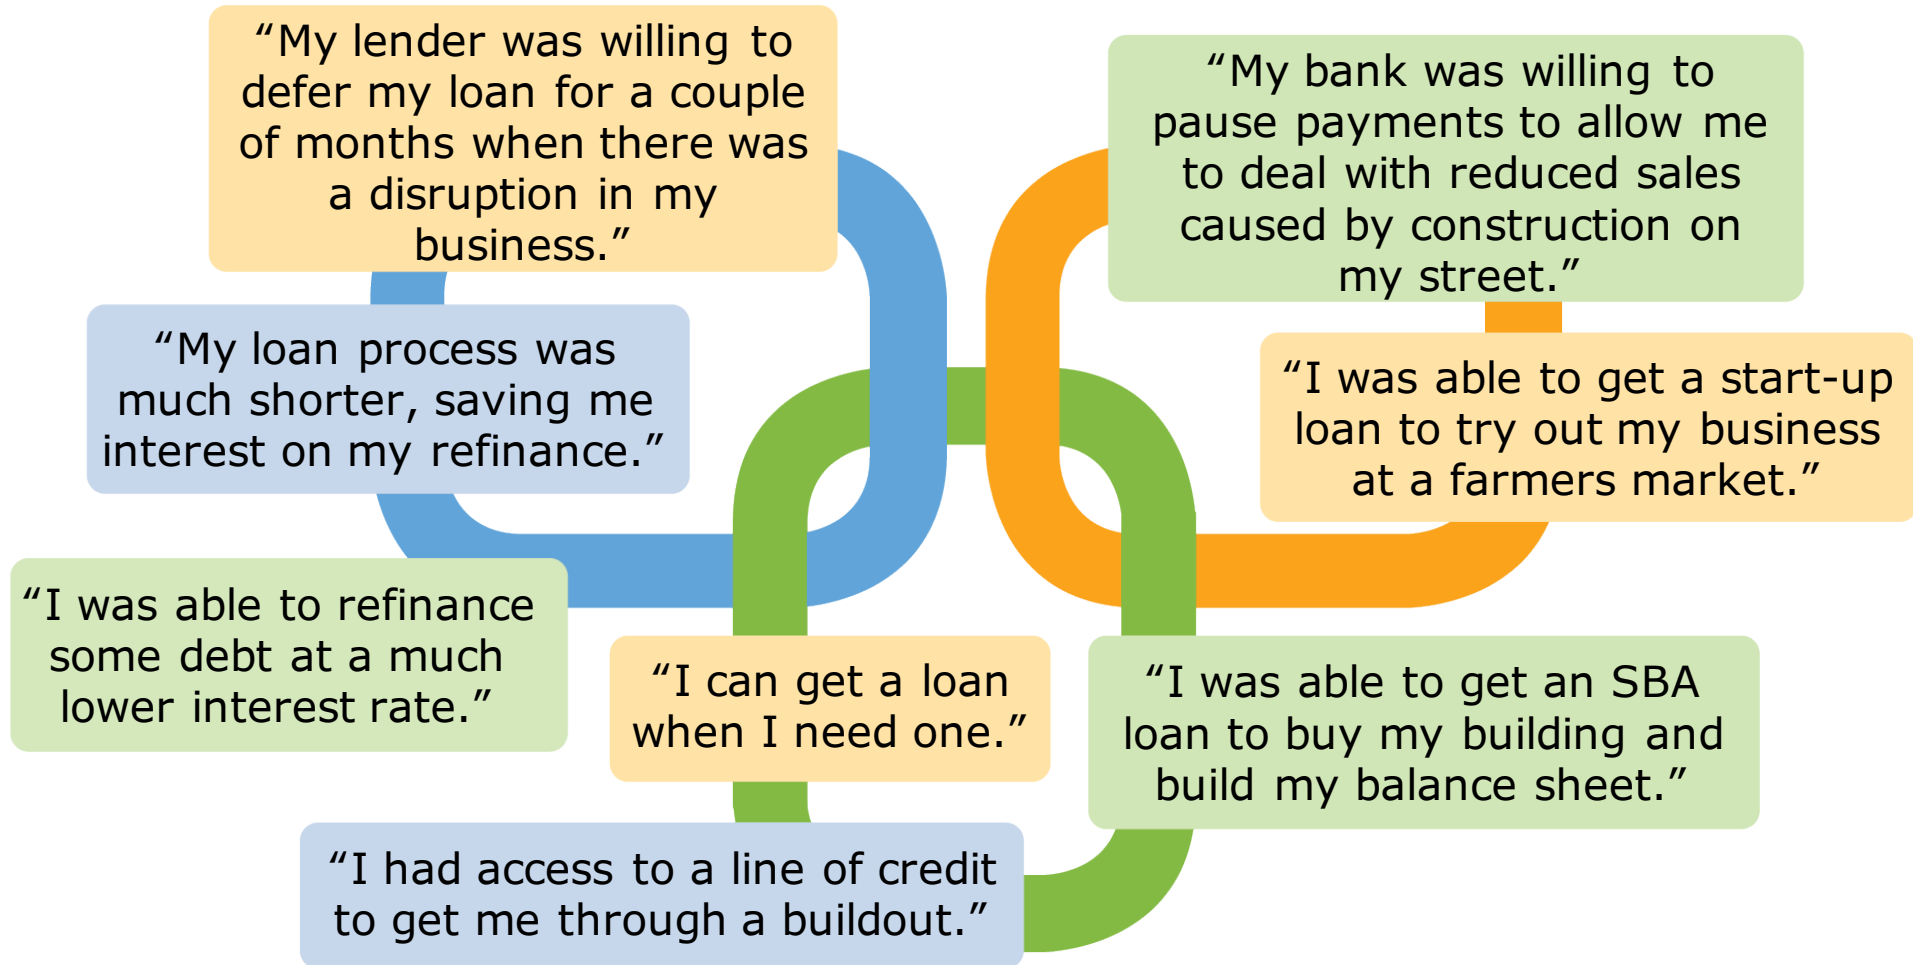 “My lender was willing to
defer my loan for a couple
of months when there was
a disruption in my
business.”
“My bank was willing to
pause payments to allow me
to deal with reduced sales
caused by construction on
my street.”
“My loan process was
much shorter, saving me
interest on my refinance.”
“I was able to get a start-up
loan to try out my business
at a farmers market.”
“I was able to refinance
some debt at a much
lower interest rate.”
“I can get a loan
when I need one.”
“I was able to get an SBA
loan to buy my building and
build my balance sheet.”
“I had access to a line of credit
to get me through a buildout.”